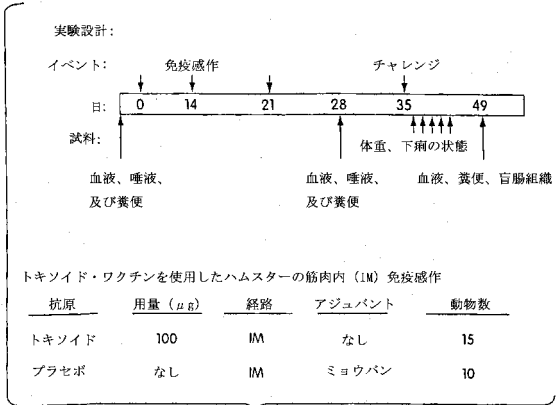 実験設計:
イベント: 免疫感作 チャレンジ
日: 0 14 21 28 35 49
試料:
体重、下痢の状態
血液、唾液、 血液、唾液、 血液、糞便、盲腸組織
及び糞便 及び糞便
トキソイド・ワクチンを使用したハムスターの筋肉内 (IM) 免疫感作
抗原 用量 (μg) 経路 アジュバント 動物数
トキソイド 100 IM なし 15
プラセボ なし IM ミョウバン 10